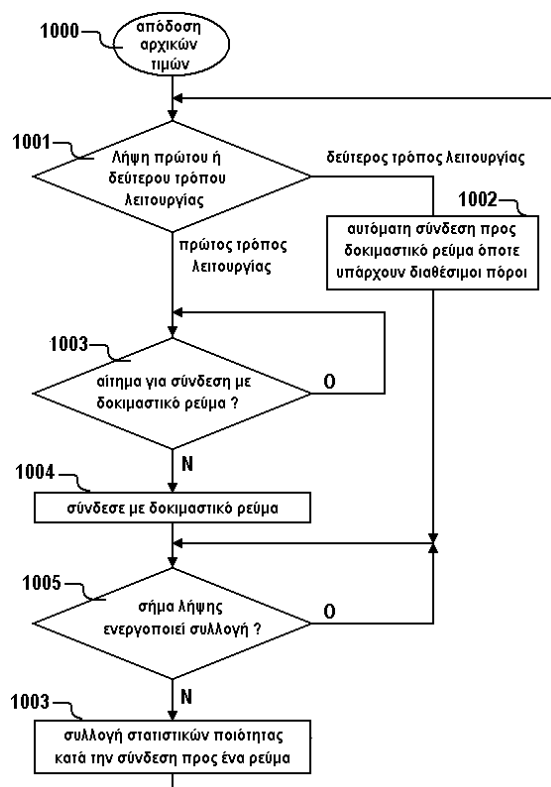 1000
απόδοση
αρχικών
τιμών
1001
Λήψη πρώτου ή
δεύτερου τρόπου
λειτουργίας
δεύτερος τρόπος λειτουργίας
1002
αυτόματη σύνδεση προς
δοκιμαστικό ρεύμα όποτε
υπάρχουν διαθέσιμοι πόροι
πρώτος τρόπος
λειτουργίας
1003
αίτημα για σύνδεση με
δοκιμαστικό ρεύμα ?
Ο
Ν
1004
σύνδεσε με δοκιμαστικό ρεύμα
1005
σήμα λήψης
ενεργοποιεί συλλογή ?
Ο
Ν
1003
συλλογή στατιστικών ποιότητας
κατά την σύνδεση προς ένα ρεύμα